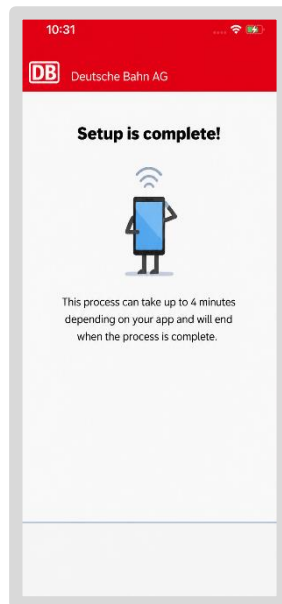 10:31
DB
Deutsche Bahn AG
Setup is complete!
This process can take up to 4 minutes
depending on your app and will end
when the process is complete.